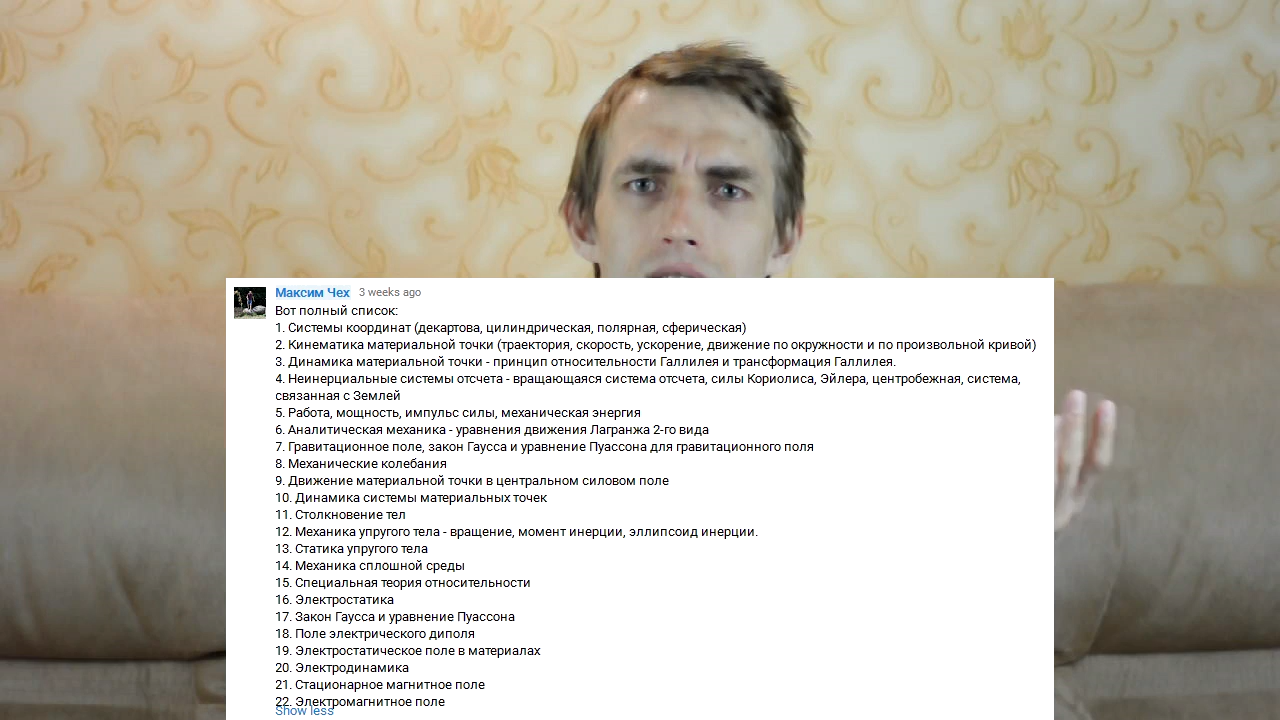 Максим Чех 3 weeks ago
Вот полный список:
1. Системы координат (декартова, цилиндрическая, полярная, сферическая)
2. Кинематика материальной точки (траектория, скорость, ускорение, движение по окружности и по произвольной кривой)
3. Динамика материальной точки - принцип относительности Галлилея и трансформация Галлилея.
4. Неинерциальные системы отсчета - вращающаяся система отсчета, силы Кориолиса, Эйлера, центробежная, система,
связанная с Землей
5. Работа, мощность, импульс силы, механическая энергия
6. Аналитическая механика - уравнения движения Лагранжа 2-го вида
7. Гравитационное поле, закон Гаусса и уравнение Пуассона для гравитационного поля
8. Механические колебания
9. Движение материальной точки в центральном силовом поле
10. Динамика системы материальных точек
11. Столкновение тел
12. Механика упругого тела - вращение, момент инерции, эллипсоид инерции.
13. Статика упругого тела
14. Механика сплошной среды
15. Специальная теория относительности
16. Электростатика
17. Закон Гаусса и уравнение Пуассона
18. Поле электрического диполя
19. Электростатическое поле в материалах
20. Электродинамика
21. Стационарное магнитное поле
22. Электромагнитное поле
Show less